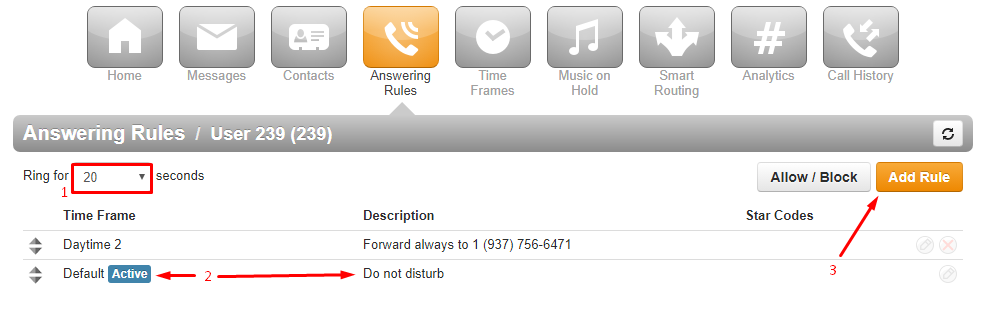 Home
Messages
Contacts
Answering
Rules
Time
Frames
Music on
Hold
Smart
Routing
Analytics
Call History
Answering Rules / User 239 (239)
Ring for 20 seconds
1
Allow / Block
Add Rule
Time Frame Description Star Codes
Daytime 2 Forward always to 1 (937) 756-6471
Default Active 2 Do not disturb
3